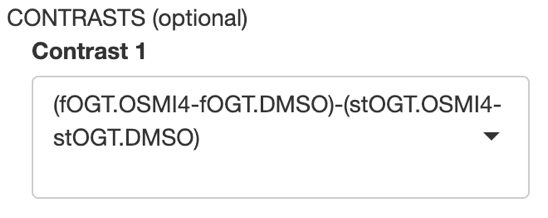 CONTRASTS (optional)
Contrast 1
(fOGT.OSMI4-fOGT.DMSO)-(stOGT.OSMI4-
stOGT.DMSO)